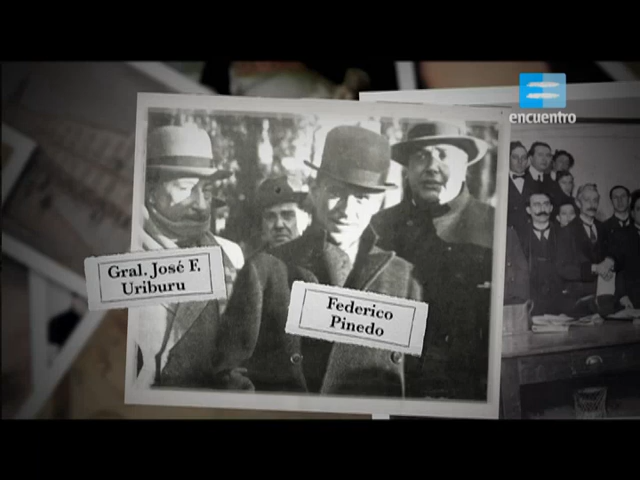 encuentro
Gral. José F.
Uriburu
Federico
Pinedo